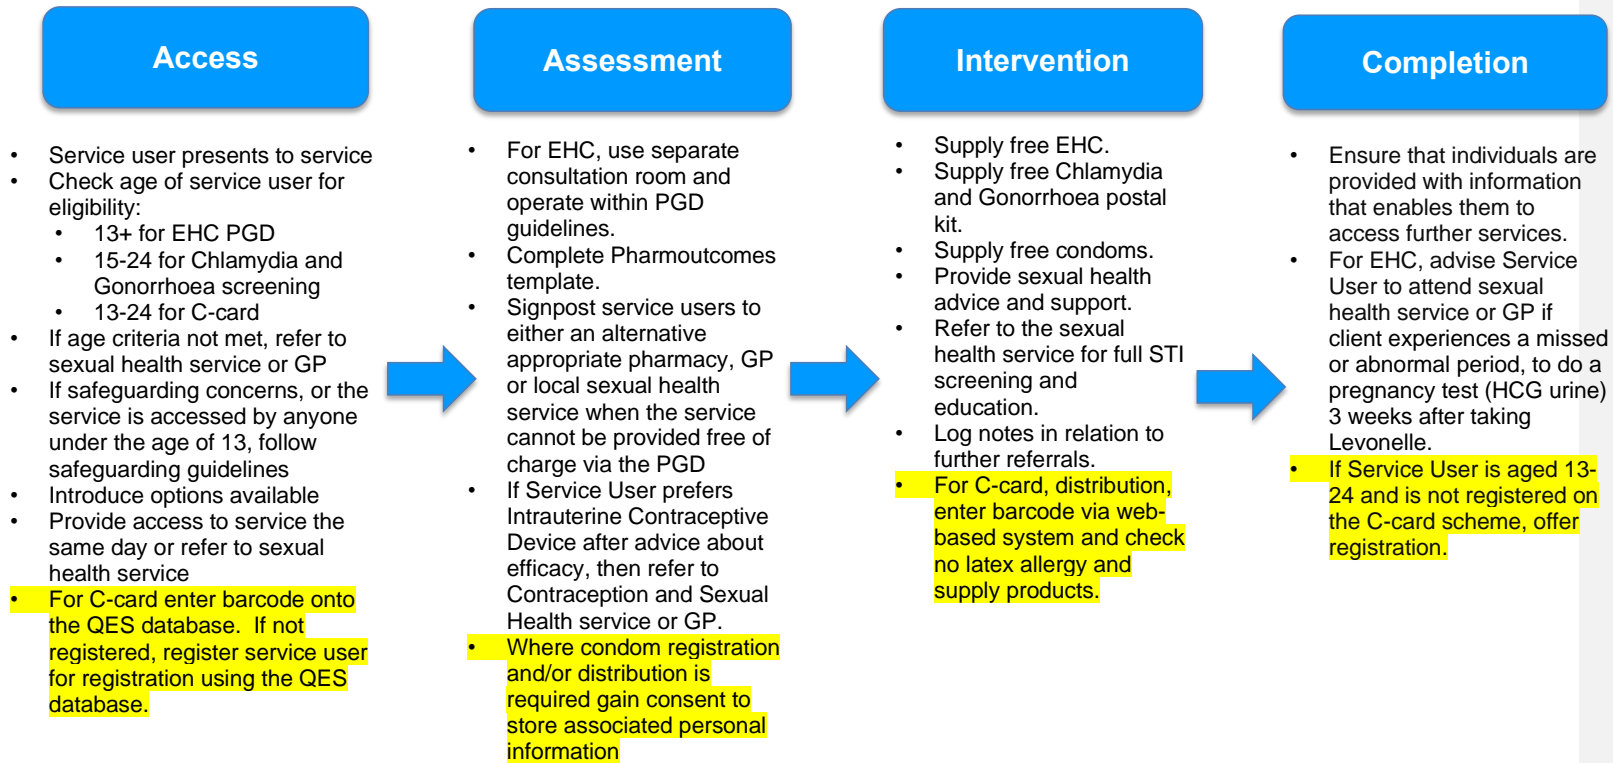 Access
• Service user presents to service
• Check age of service user for
eligibility:
• 13+ for EHC PGD
• 15-24 for Chlamydia and
Gonorrhoea screening
• 13-24 for C-card
• If age criteria not met, refer to
sexual health service or GP
• If safeguarding concerns, or the
service is accessed by anyone
under the age of 13, follow
safeguarding guidelines
• Introduce options available
• Provide access to service the
same day or refer to sexual
health service
• For C-card enter barcode onto
the QES database. If not
registered, register service user
for registration using the QES
database.
Assessment
• For EHC, use separate
consultation room and
operate within PGD
guidelines.
• Complete Pharmoutcomes
template.
• Signpost service users to
either an alternative
appropriate pharmacy, GP
or local sexual health
service when the service
cannot be provided free of
charge via the PGD
• If Service User prefers
Intrauterine Contraceptive
Device after advice about
efficacy, then refer to
Contraception and Sexual
Health service or GP.
• Where condom registration
and/or distribution is
required gain consent to
store associated personal
information
Intervention
• Supply free EHC.
• Supply free Chlamydia
and Gonorrhoea postal
kit.
• Supply free condoms.
• Provide sexual health
advice and support.
• Refer to the sexual
health service for full STI
screening and
education.
• Log notes in relation to
further referrals.
• For C-card, distribution,
enter barcode via web-
based system and check
no latex allergy and
supply products.
Completion
• Ensure that individuals are
provided with information
that enables them to
access further services.
• For EHC, advise Service
User to attend sexual
health service or GP if
client experiences a missed
or abnormal period, to do a
pregnancy test (HCG urine)
3 weeks after taking
Levonelle.
• If Service User is aged 13-
24 and is not registered on
the C-card scheme, offer
registration.